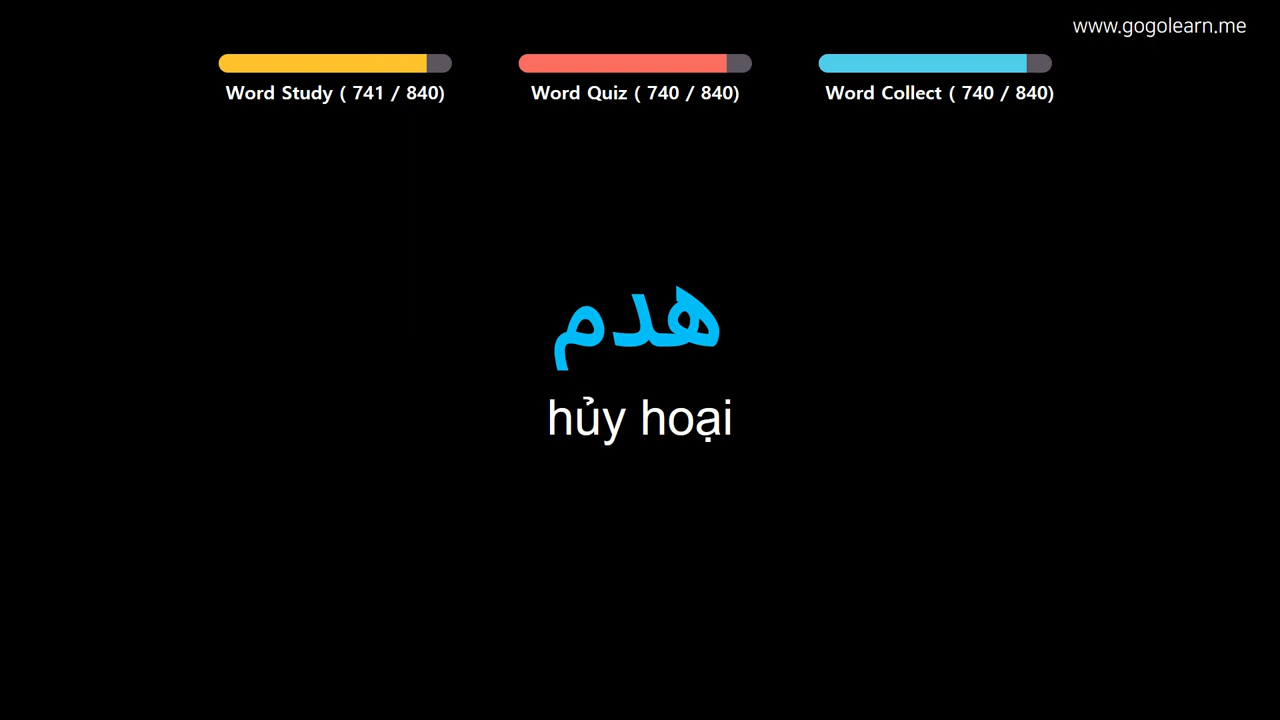 www.gogolearn.me
Word Study ( 741 / 840)
Word Quiz ( 740 / 840)
Word Collect ( 740 / 840)
هدم
hủy hoại